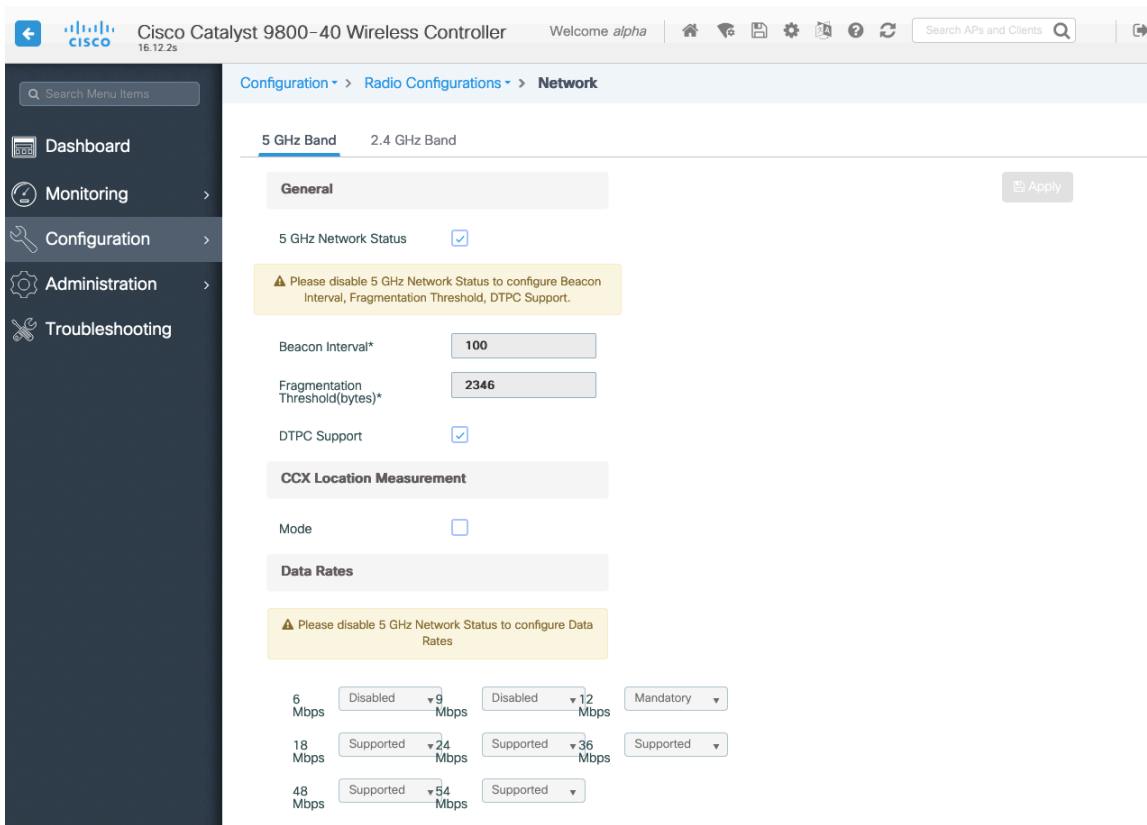 CISCO
Cisco Catalyst 9800-40 Wireless Controller
16.12.2s
Welcome alpha
Search APs and Clients
Search Menu Items
Dashboard
Monitoring
Configuration
Administration
Troubleshooting
Configuration > Radio Configurations > Network
5 GHz Band 2.4 GHz Band
General
Apply
5 GHz Network Status
Please disable 5 GHz Network Status to configure Beacon
Interval, Fragmentation Threshold, DTPC Support.
Beacon Interval* 100
Fragmentation
Threshold(bytes)* 2346
DTPC Support
CCX Location Measurement
Mode
Data Rates
Please disable 5 GHz Network Status to configure Data
Rates
6 Disabled 9 Disabled 12 Mandatory
Mbps Mbps Mbps
18 Supported 24 Supported 36 Supported
Mbps Mbps Mbps
48 Supported 54 Supported
Mbps Mbps